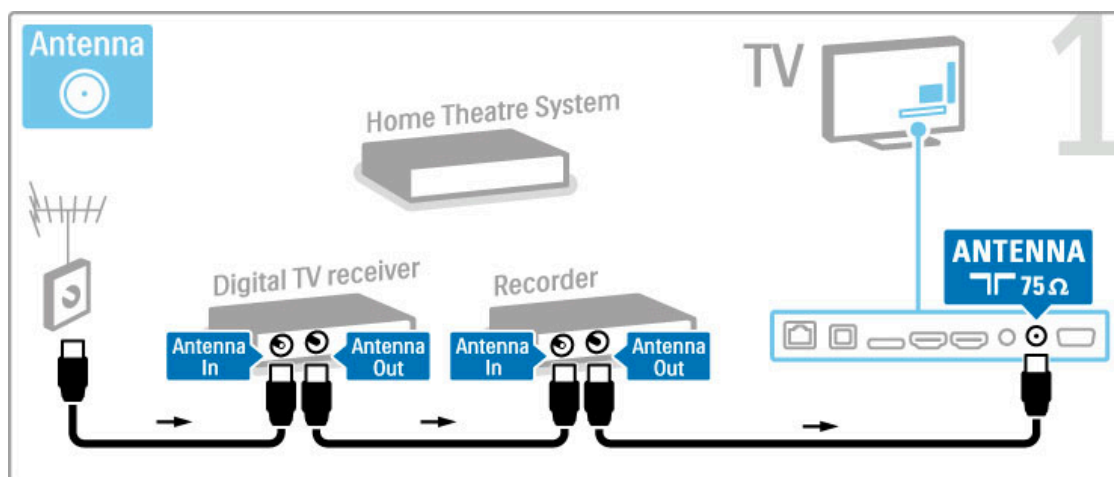 Antenna
TV
1
Home Theatre System
ANTENNA
75 Ω
Digital TV receiver
Recorder
Antenna
In
Antenna
Out
Antenna
In
Antenna
Out